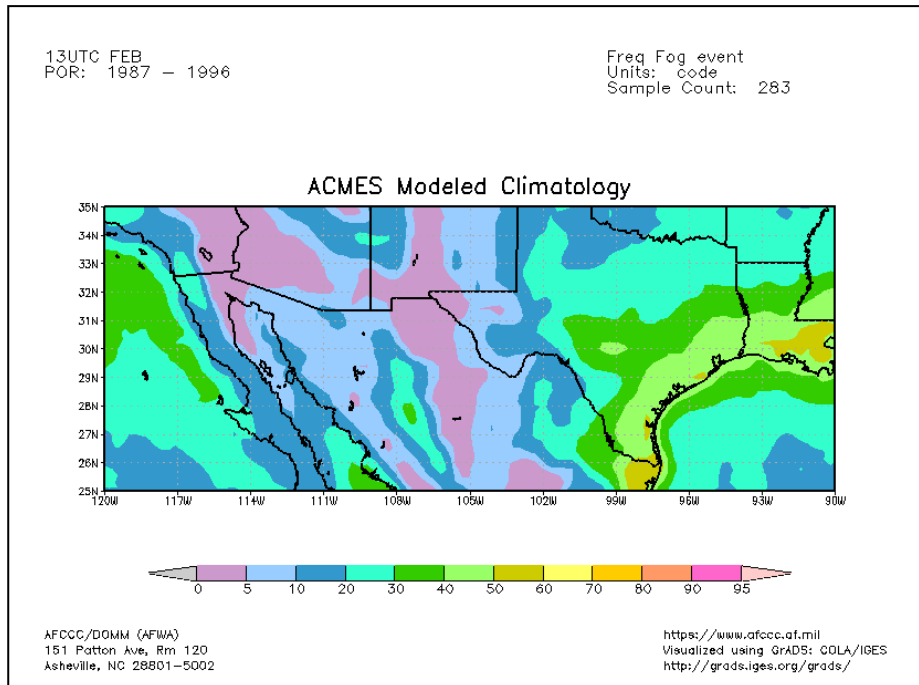 13UTC FEB
POR: 1987 – 1996
Freq Fog event
Units: code
Sample Count: 283
ACMES Modeled Climatology
35N
34N
33N
32N
31N
30N
29N
28N
27N
26N
25N
120W 117W 114W 111W 108W 105W 102W 99W 96W 93W 90W
0 5 10 20 30 40 50 60 70 80 90 95
AFCCC/DOMM (AFWA)
151 Patton Ave, Rm 120
Asheville, NC 28801–5002
https://www.afccc.af.mil
Visualized using GrADS: COLA/IGES
http://grads.iges.org/grads/